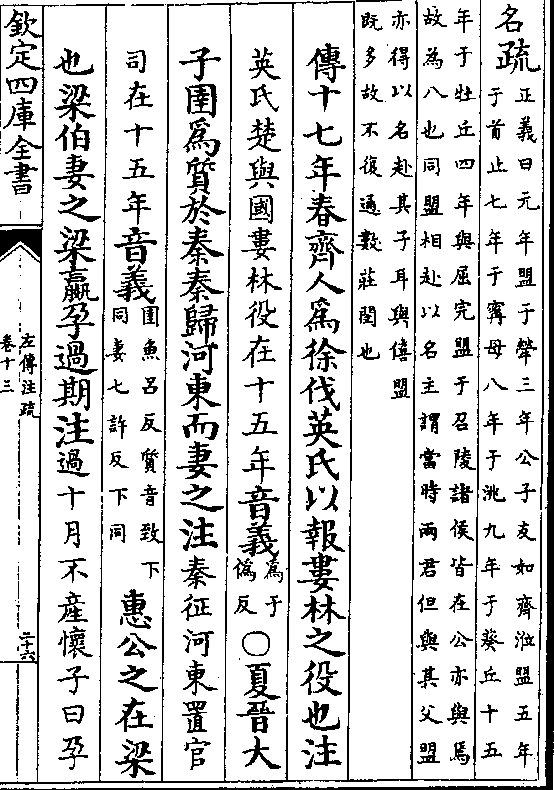 名疏正義曰元年盟于犖三年公子友如齊涖盟五年
于首止七年于甯母八年于洮九年于葵丘十五
年于牡丘四年與屈完盟于召陵諸侯皆在公亦與焉
故為八也同盟相赴以名主謂當時兩君但與其父盟
亦得以名赴其子耳與僖盟
既多故不復通數莊閔也
傳十七年春齊人為徐伐英氏以報婁林之役也注
英氏楚與國婁林役在十五年音義為于
偽反○夏晉大
子圉為質於秦秦歸河東而妻之注秦征河東置官
司在十五年音義圉魚呂反質音致下
同妻七許反下同惠公之在梁
也梁伯妻之梁嬴孕過期注過十月不產懷子曰孕
欽定四庫全書
左傳注疏
卷十三
二十六